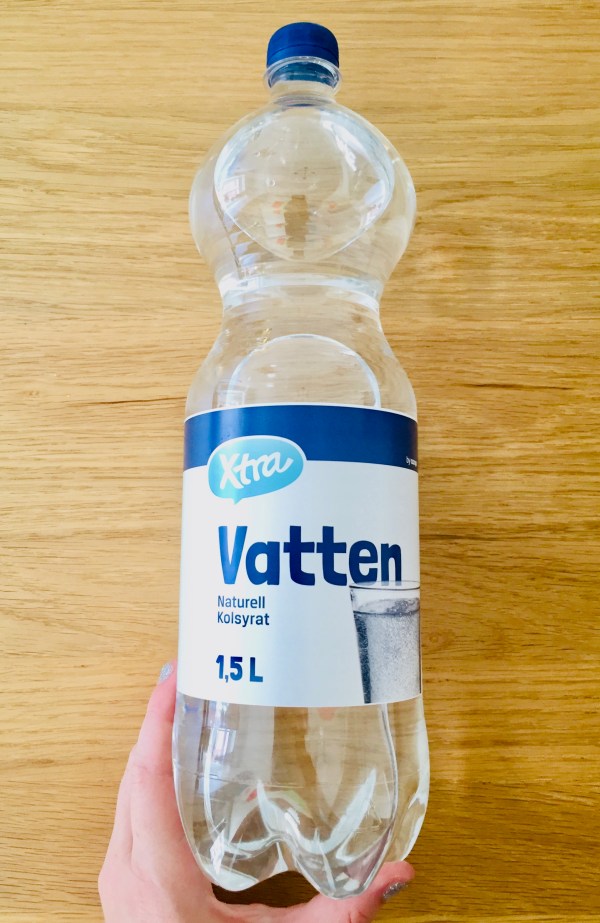 Xtra
Vatten
Naturell
Kolsyrat
1,5 L